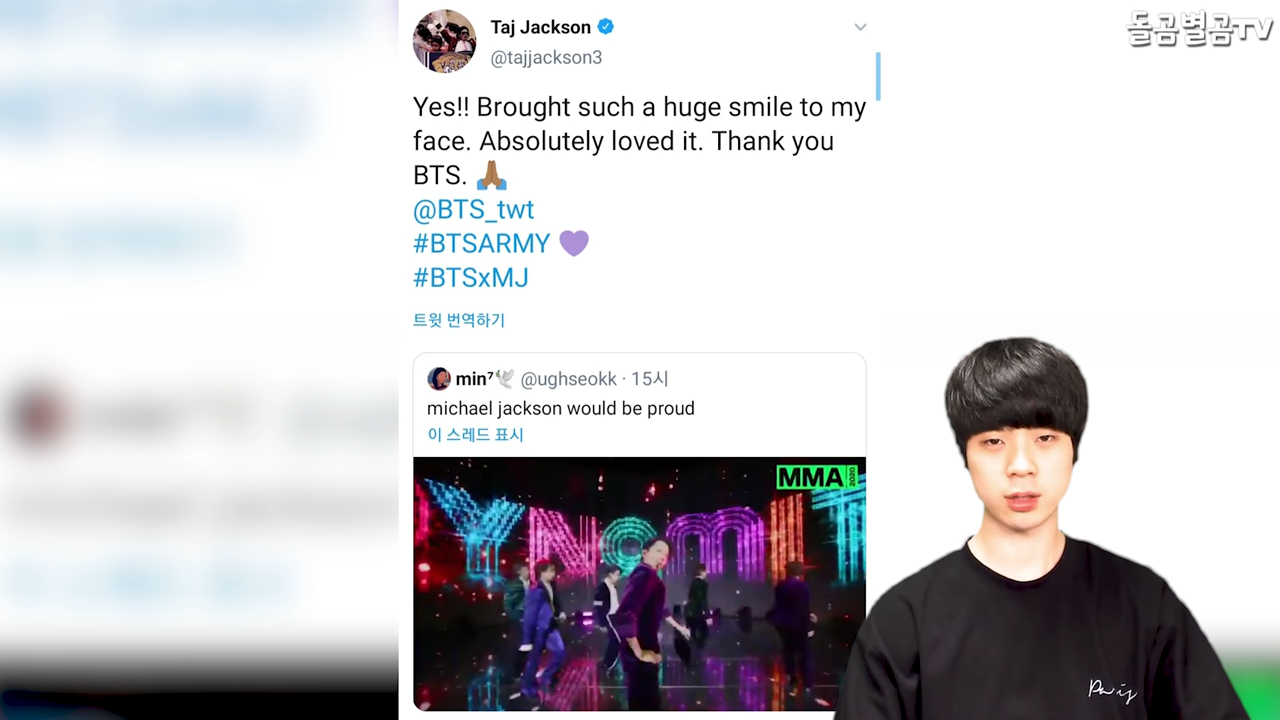 돌곰별곰TV
Taj Jackson
@tajjackson3
Yes!! Brought such a huge smile to my
face. Absolutely loved it. Thank you
BTS. 🙏🏾
@BTS_twt
#BTSARMY 💜
#BTSxMJ
트윗 번역하기
min⁷🕊 @ughseokk · 15시
michael jackson would be proud
이 스레드 표시
MMA 2020
DYNAMITE